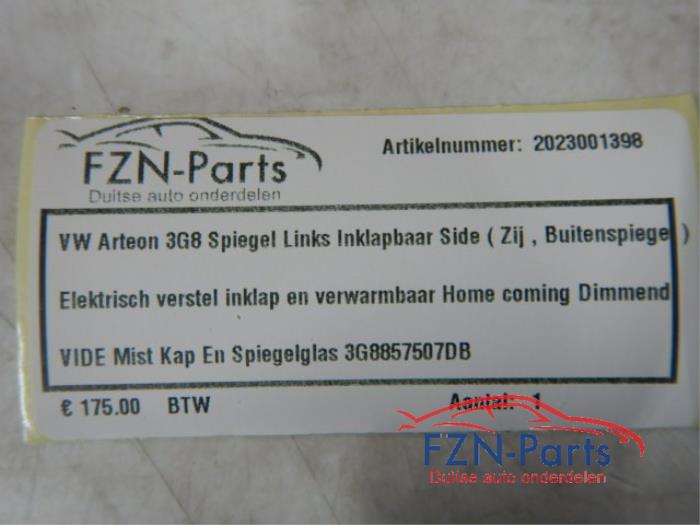 FZN-Parts
Duitse auto onderdelen
Artikelnummer: 2023001398
VW Arteon 3G8 Spiegel Links Inklapbaar Side ( Zij , Buitenspiegel )
Elektrisch verstel inklap en verwarmbaar Home coming Dimmend
VIDE Mist Kap En Spiegelglas 3G8857507DB
€ 175.00 BTW Aantal: 1
FZN-Parts
Duitse auto onderdelen